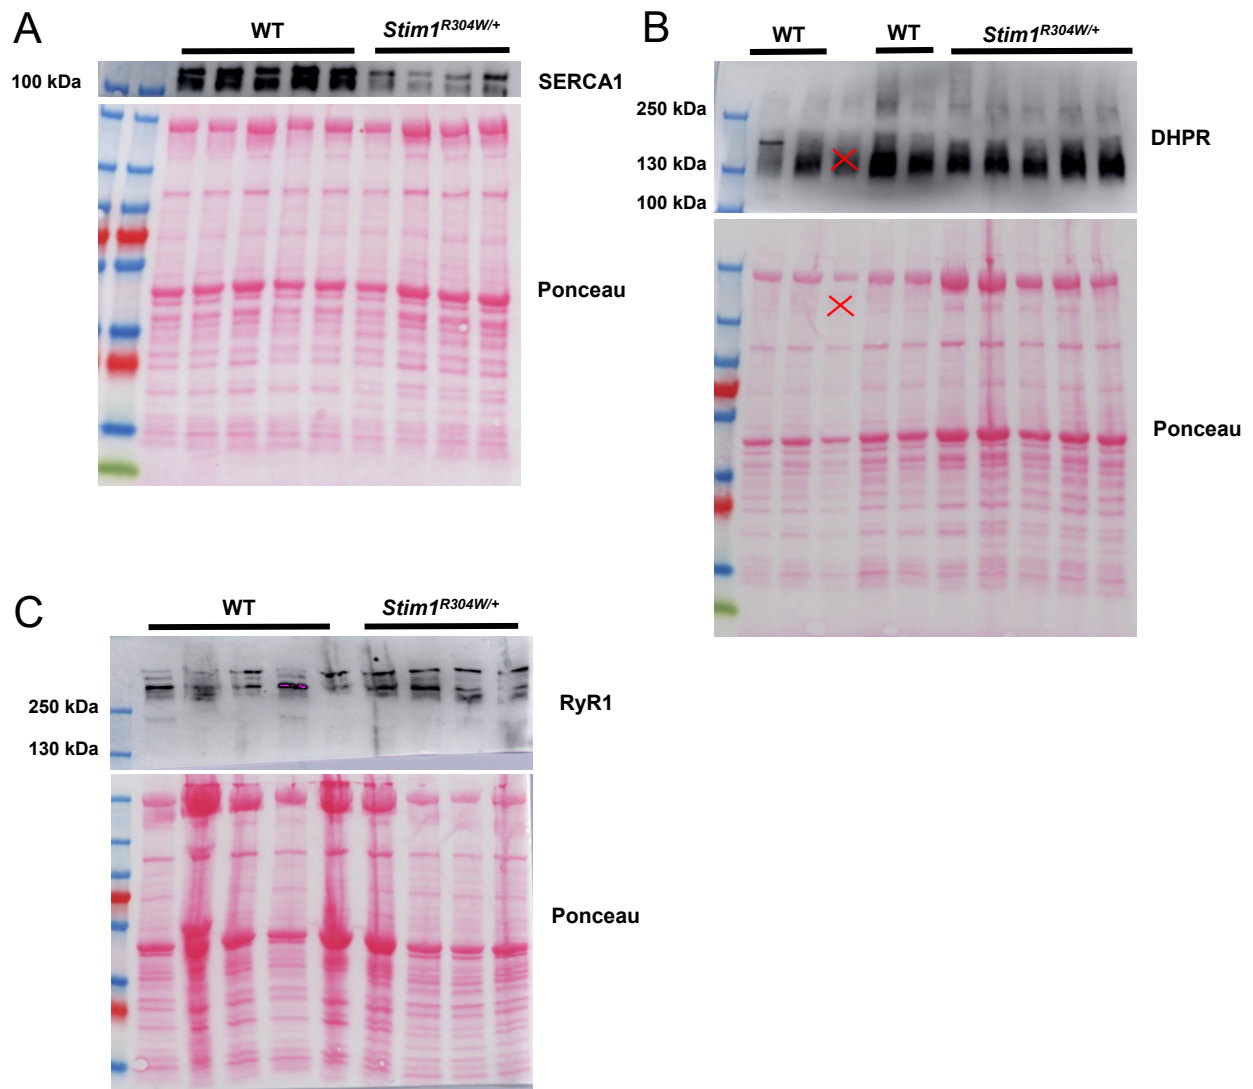 A
WT
Stim1R304W/+
100 kDa
SERCA1
Ponceau
B
WT
WT
Stim1R304W/+
250 kDa
130 kDa
100 kDa
DHPR
Ponceau
C
WT
Stim1R304W/+
250 kDa
130 kDa
RyR1
Ponceau